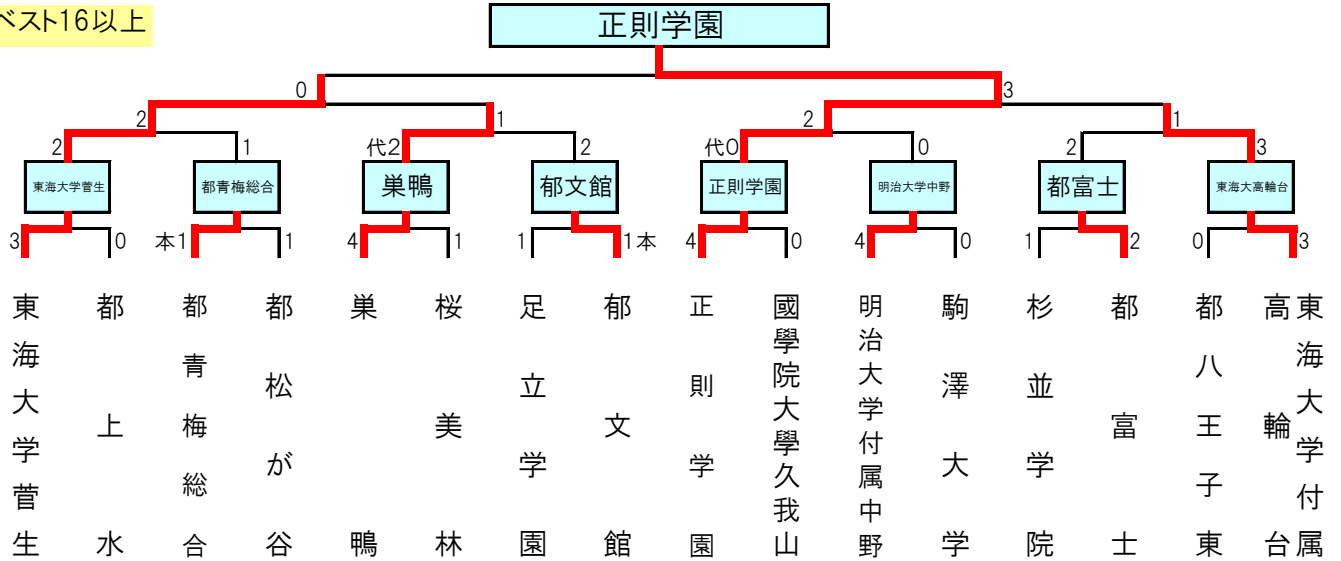 ベスト16以上
正則学園
0
3
2
1
2
1
2
1
代2
2
代0
0
2
3
東海大学菅生
都青梅総合
巣鴨
郁文館
正則学園
明治大学中野
都富士
東海大高輪台
3
0
本1
1
4
1
1
1本
4
0
4
0
1
2
0
3
東海大学菅生
都上水
都青梅総合
都松が谷
巣鴨
桜美林
足立学園
郁文館
正則学園
國學院大學久我山
明治大学付属中野
駒澤大学
杉並学院
都富士
都八王子東
東海大学付属
高輪台